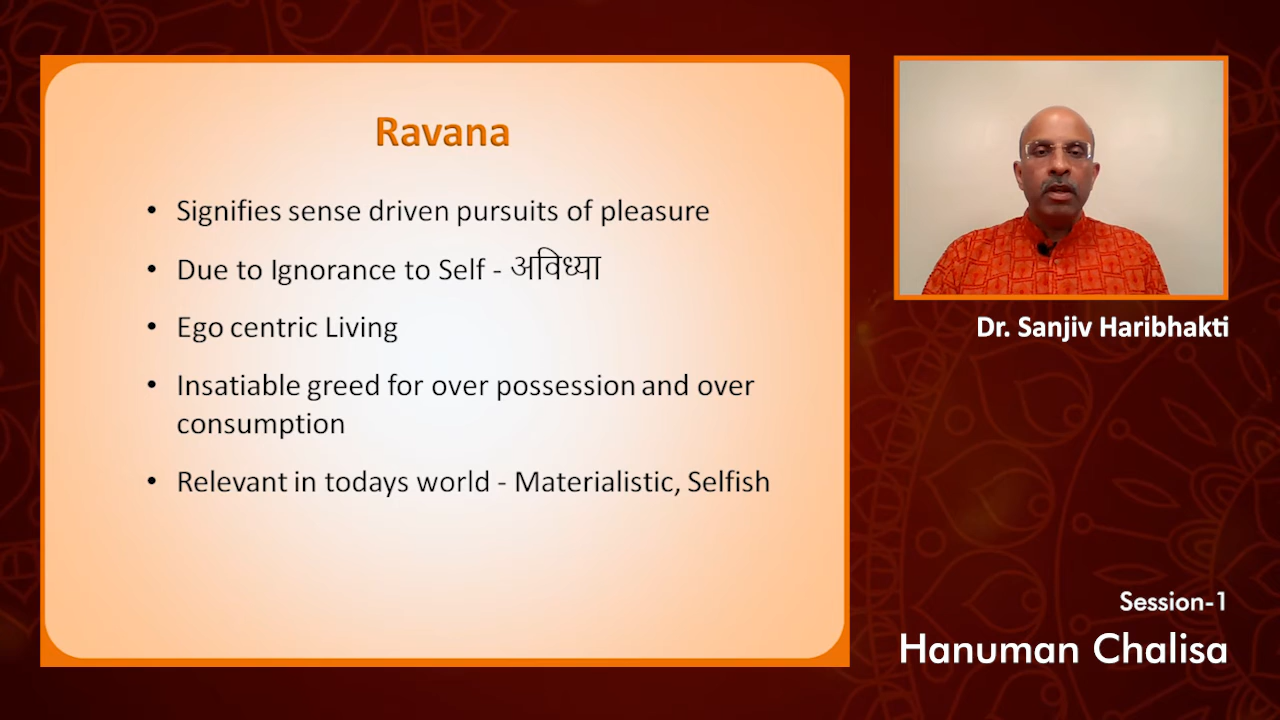 Ravana
• Signifies sense driven pursuits of pleasure
• Due to Ignorance to Self - अविध्या
• Ego centric Living
• Insatiable greed for over possession and over
consumption
• Relevant in todays world - Materialistic, Selfish
Dr. Sanjiv Haribhakti
Session-1
Hanuman Chalisa